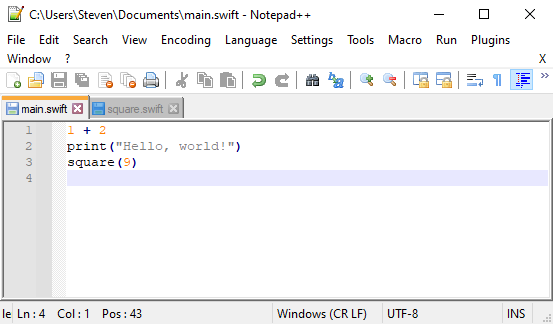 C:\Users\Steven\Documents\main.swift - Notepad++
File Edit Search View Encoding Language Settings Tools Macro Run Plugins
Window ? X
main.swift square.swift
1 1 + 2
2 print("Hello, world!")
3 square(9)
4
le Ln : 4 Col : 1 Pos : 43 Windows (CR LF) UTF-8 INS